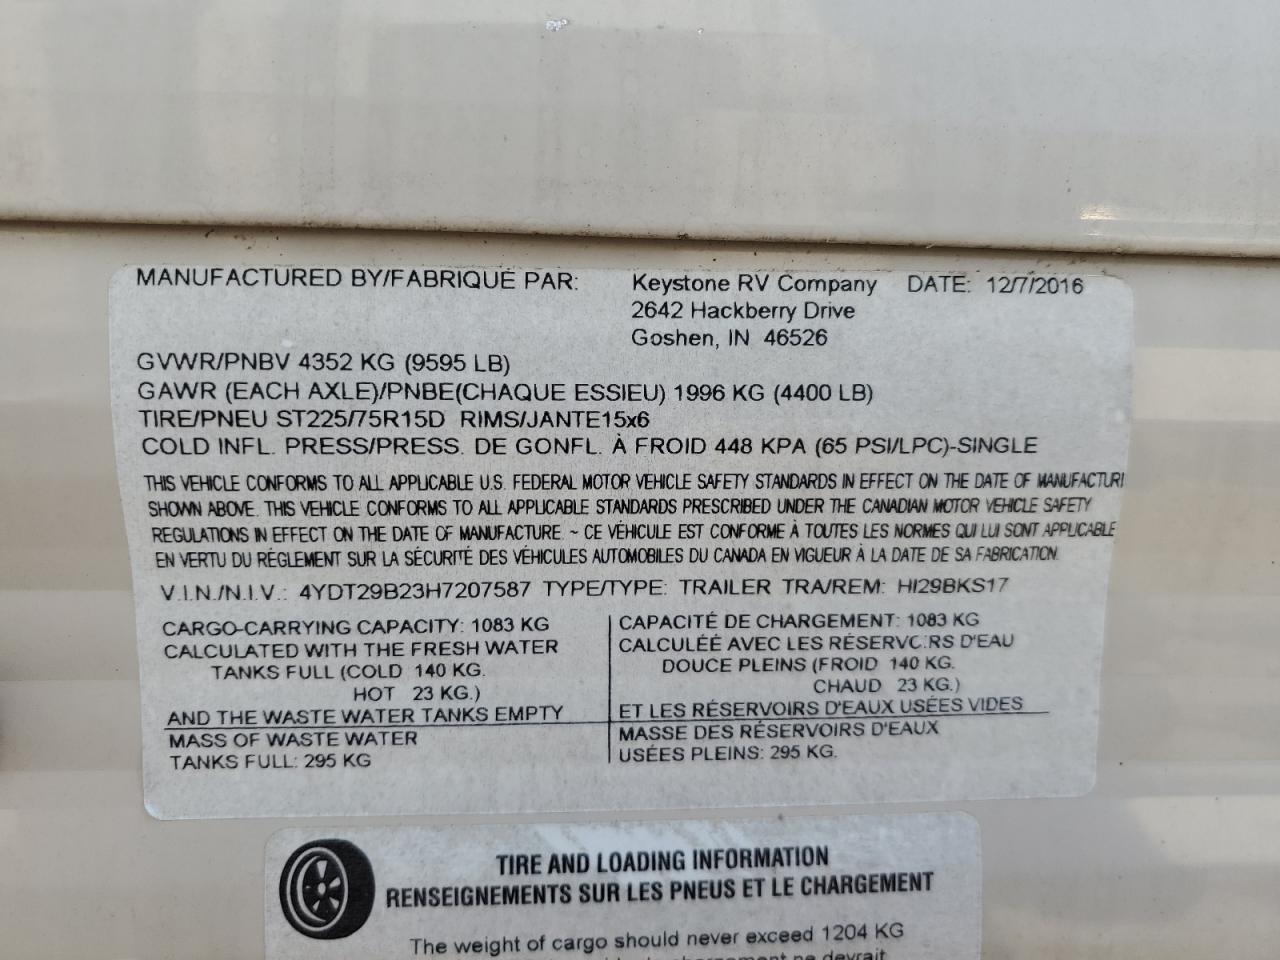 MANUFACTURED BY/FABRIQUÉ PAR: Keystone RV Company DATE: 12/7/2016
2642 Hackberry Drive
Goshen, IN 46526
GVWR/PNBV 4352 KG (9595 LB)
GAWR (EACH AXLE)/PNBE(CHAQUE ESSIEU) 1996 KG (4400 LB)
TIRE/PNEU ST225/75R15D RIMS/JANTE15x6
COLD INFL. PRESS/PRESS. DE GONFL. À FROID 448 KPA (65 PSI/LPC)-SINGLE
THIS VEHICLE CONFORMS TO ALL APPLICABLE U.S. FEDERAL MOTOR VEHICLE SAFETY STANDARDS IN EFFECT ON THE DATE OF MANUFACTURI
SHOWN ABOVE. THIS VEHICLE CONFORMS TO ALL APPLICABLE STANDARDS PRESCRIBED UNDER THE CANADIAN MOTOR VEHICLE SAFETY
REGULATIONS IN EFFECT ON THE DATE OF MANUFACTURE. ~ CE VÉHICULE EST CONFORME À TOUTES LES NORMES QUI LUI SONT APPLICABLE
EN VERTU DU RÉGLEMENT SUR LA SÉCURITÉ DES VÉHICULES AUTOMOBILES DU CANADA EN VIGUEUR À LA DATE DE SA FABRICATION.
V.I.N./N.I.V.: 4YDT29B23H7207587 TYPE/TYPE: TRAILER TRA/REM: HI29BKS17
CARGO-CARRYING CAPACITY: 1083 KG
CALCULATED WITH THE FRESH WATER
TANKS FULL (COLD 140 KG.
HOT 23 KG.)
AND THE WASTE WATER TANKS EMPTY
MASS OF WASTE WATER
TANKS FULL: 295 KG
CAPACITÉ DE CHARGEMENT: 1083 KG
CALCULÉE AVEC LES RÉSERVOIRS D'EAU
DOUCE PLEINS (FROID 140 KG.
CHAUD 23 KG.)
ET LES RÉSERVOIRS D'EAUX USÉES VIDES
MASSE DES RÉSERVOIRS D'EAUX
USÉES PLEINS: 295 KG.
TIRE AND LOADING INFORMATION
RENSEIGNEMENTS SUR LES PNEUS ET LE CHARGEMENT
The weight of cargo should never exceed 1204 KG
chargement ne devrait